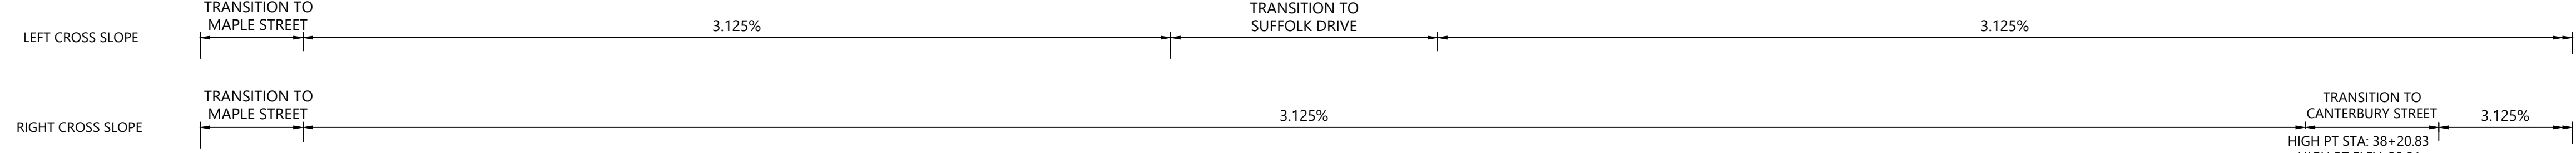 TRANSITION TO
MAPLE STREET
3.125%
TRANSITION TO
SUFFOLK DRIVE
3.125%
LEFT CROSS SLOPE
TRANSITION TO
MAPLE STREET
3.125%
TRANSITION TO
CANTERBURY STREET
3.125%
RIGHT CROSS SLOPE
HIGH PT STA: 38+20.83